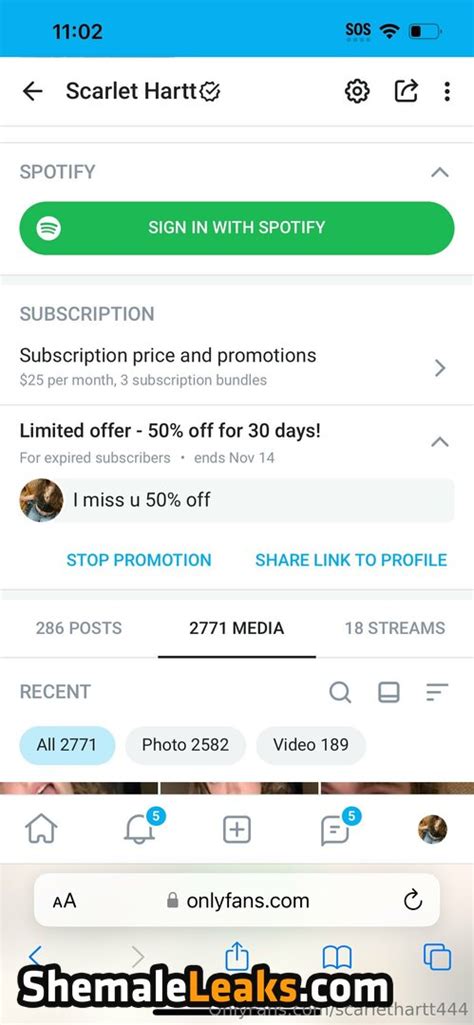 11:02 SOS
Scarlet Hartt
SPOTIFY
SIGN IN WITH SPOTIFY
SUBSCRIPTION
Subscription price and promotions
$25 per month, 3 subscription bundles
Limited offer - 50% off for 30 days!
For expired subscribers • ends Nov 14
I miss u 50% off
STOP PROMOTION SHARE LINK TO PROFILE
286 POSTS 2771 MEDIA 18 STREAMS
RECENT
All 2771 Photo 2582 Video 189
5 5
AA onlyfans.com
ShemaleLeaks.com
onlyfans.com/scarlethartt444